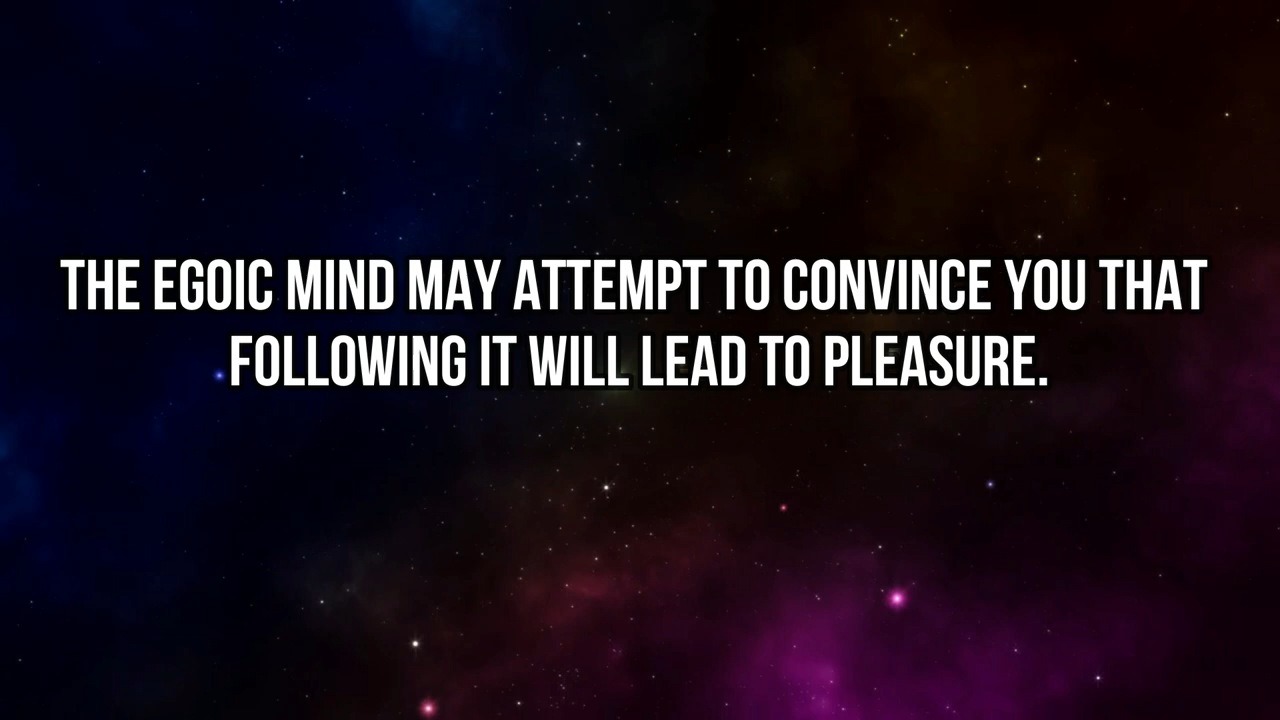 THE EGOIC MIND MAY ATTEMPT TO CONVINCE YOU THAT
FOLLOWING IT WILL LEAD TO PLEASURE.